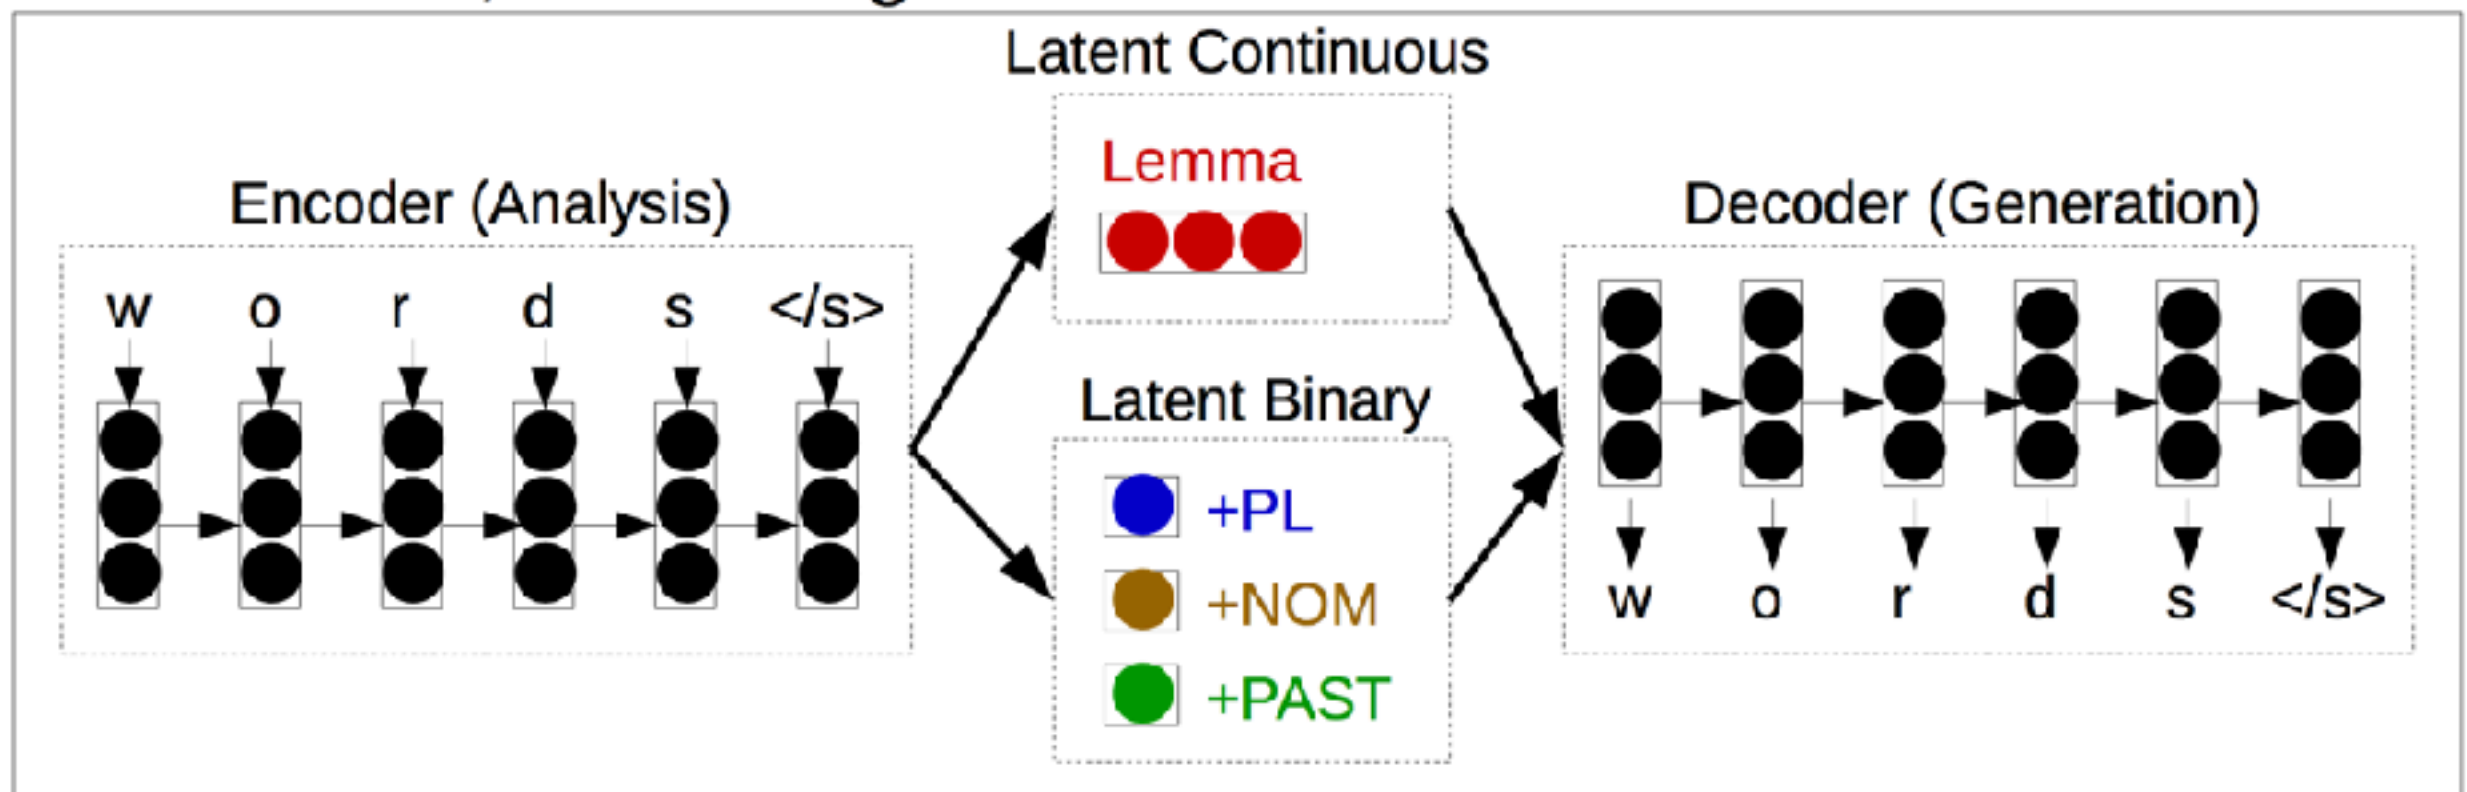 Latent Continuous
Lemma
Encoder (Analysis)
w o r d s </s>
Latent Binary
+PL
+NOM
+PAST
Decoder (Generation)
w o r d s </s>